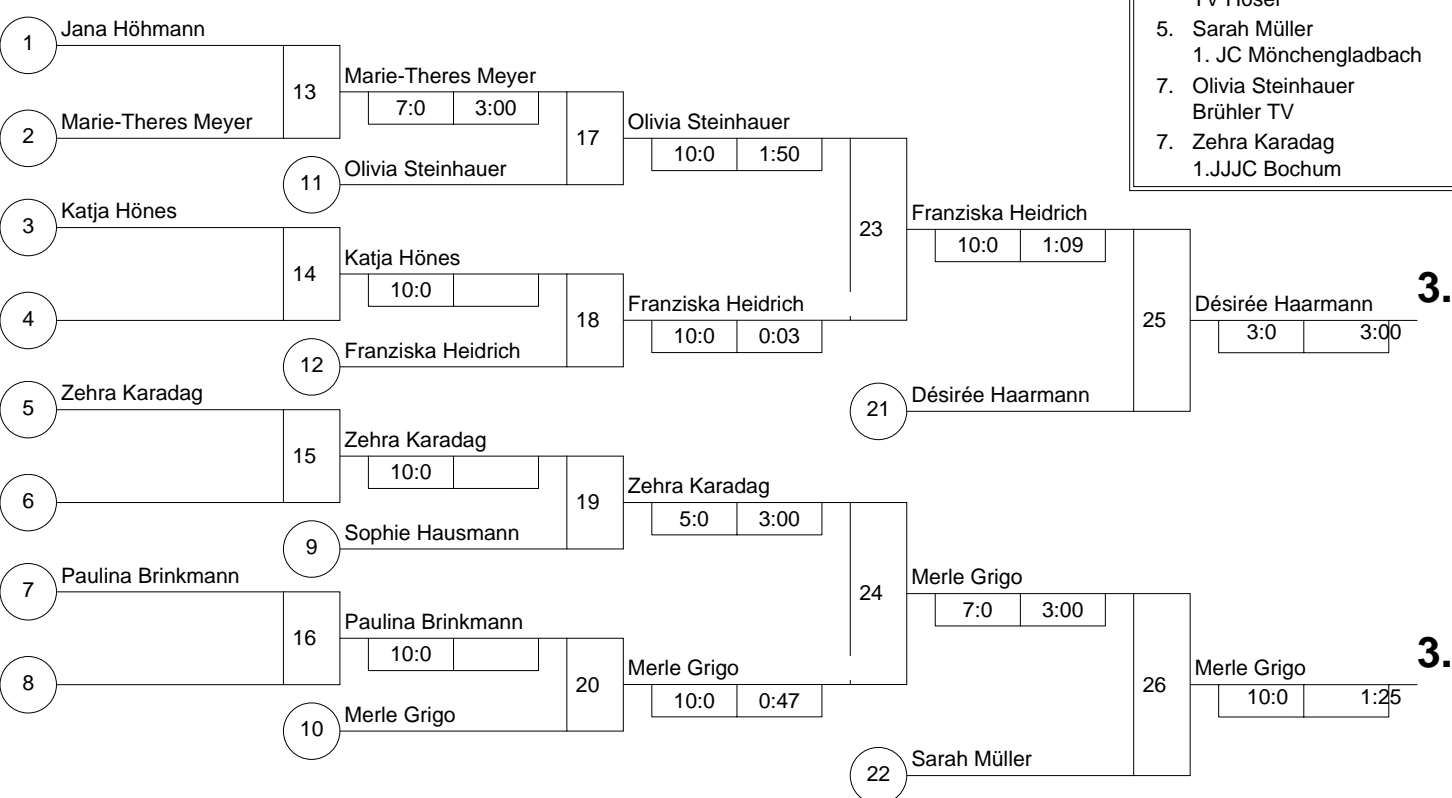 TV Hösel
5. Sarah Müller
1. JC Mönchengladbach
7. Olivia Steinhauer
Brühler TV
7. Zehra Karadag
1.JJJC Bochum
1 Jana Höhmann
13 Marie-Theres Meyer
7:0 3:00
2 Marie-Theres Meyer
17 Olivia Steinhauer
10:0 1:50
11 Olivia Steinhauer
3 Katja Hönes
23 Franziska Heidrich
10:0 1:09
14 Katja Hönes
10:0
4
18 Franziska Heidrich
10:0 0:03
12 Franziska Heidrich
25 Désirée Haarmann 3.
3:0 3:00
5 Zehra Karadag
21 Désirée Haarmann
15 Zehra Karadag
10:0
6
19 Zehra Karadag
5:0 3:00
9 Sophie Hausmann
7 Paulina Brinkmann
24 Merle Grigo
7:0 3:00
16 Paulina Brinkmann
10:0
8
20 Merle Grigo
10:0 0:47
10 Merle Grigo
26 Merle Grigo 3.
10:0 1:25
22 Sarah Müller